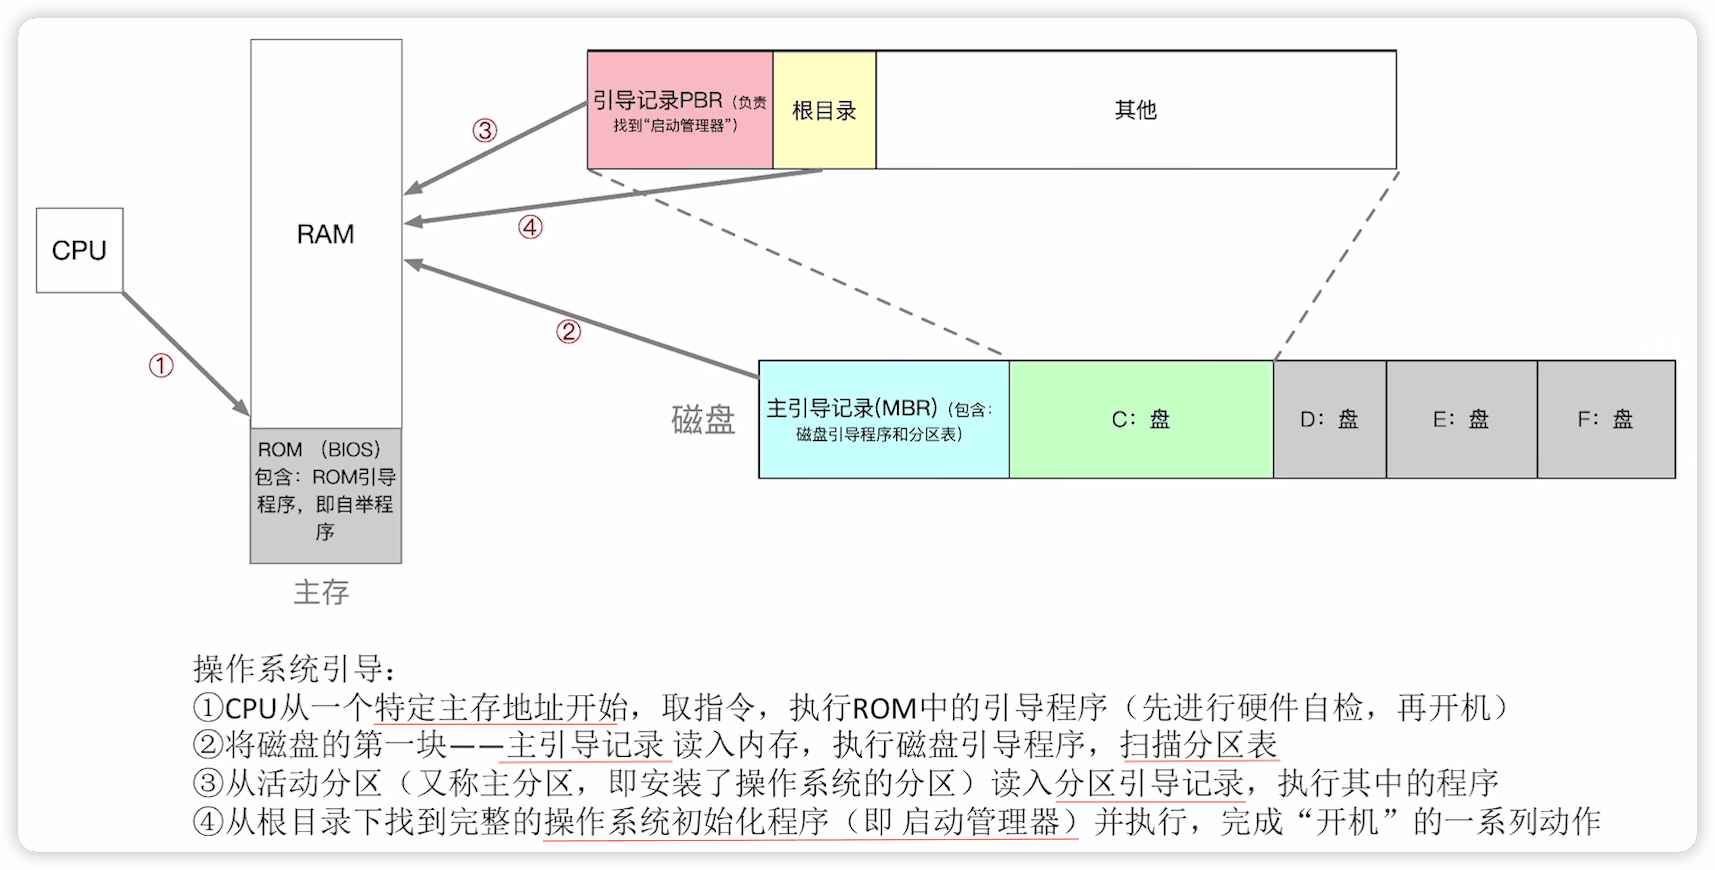 引导记录PBR（负责
找到“启动管理器”）
根目录
其他
③
④
RAM
CPU
②
①
磁盘
主引导记录(MBR)（包含：
磁盘引导程序和分区表）
C：盘
D：盘
E：盘
F：盘
ROM （BIOS）
包含：ROM引导
程序，即自举程
序
主存
操作系统引导：
①CPU从一个特定主存地址开始，取指令，执行ROM中的引导程序（先进行硬件自检，再开机）
②将磁盘的第一块——主引导记录 读入内存，执行磁盘引导程序，扫描分区表
③从活动分区（又称主分区，即安装了操作系统的分区）读入分区引导记录，执行其中的程序
④从根目录下找到完整的操作系统初始化程序（即 启动管理器）并执行，完成“开机”的一系列动作